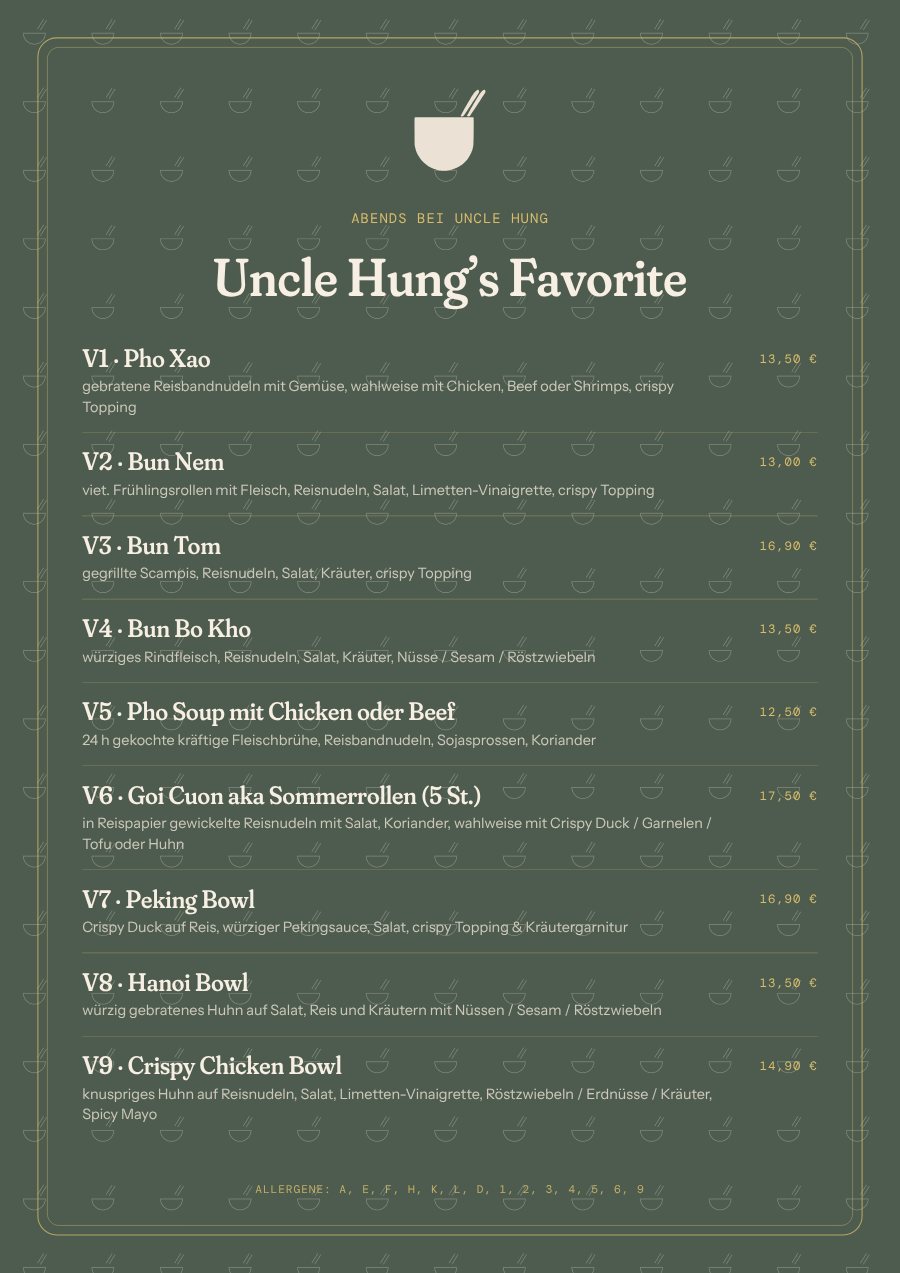 ABENDS BEI UNCLE HUNG
Uncle Hung’s Favorite
V1 · Pho Xao
13,50 €
gebratene Reisbandnudeln mit Gemüse, wahlweise mit Chicken, Beef oder Shrimps, crispy
Topping
V2 · Bun Nem
13,00 €
viet. Frühlingsrollen mit Fleisch, Reisnudeln, Salat, Limetten-Vinaigrette, crispy Topping
V3 · Bun Tom
16,90 €
gegrillte Scampis, Reisnudeln, Salat, Kräuter, crispy Topping
V4 · Bun Bo Kho
13,50 €
würziges Rindfleisch, Reisnudeln, Salat, Kräuter, Nüsse / Sesam / Röstzwiebeln
V5 · Pho Soup mit Chicken oder Beef
12,50 €
24 h gekochte kräftige Fleischbrühe, Reisbandnudeln, Sojasprossen, Koriander
V6 · Goi Cuon aka Sommerrollen (5 St.)
17,50 €
in Reispapier gewickelte Reisnudeln mit Salat, Koriander, wahlweise mit Crispy Duck / Garnelen /
Tofu oder Huhn
V7 · Peking Bowl
16,90 €
Crispy Duck auf Reis, würziger Pekingsauce, Salat, crispy Topping & Kräutergarnitur
V8 · Hanoi Bowl
13,50 €
würzig gebratenes Huhn auf Salat, Reis und Kräutern mit Nüssen / Sesam / Röstzwiebeln
V9 · Crispy Chicken Bowl
14,90 €
knuspriges Huhn auf Reisnudeln, Salat, Limetten-Vinaigrette, Röstzwiebeln / Erdnüsse / Kräuter,
Spicy Mayo
ALLERGENE: A, E, F, H, K, L, D, 1, 2, 3, 4, 5, 6, 9